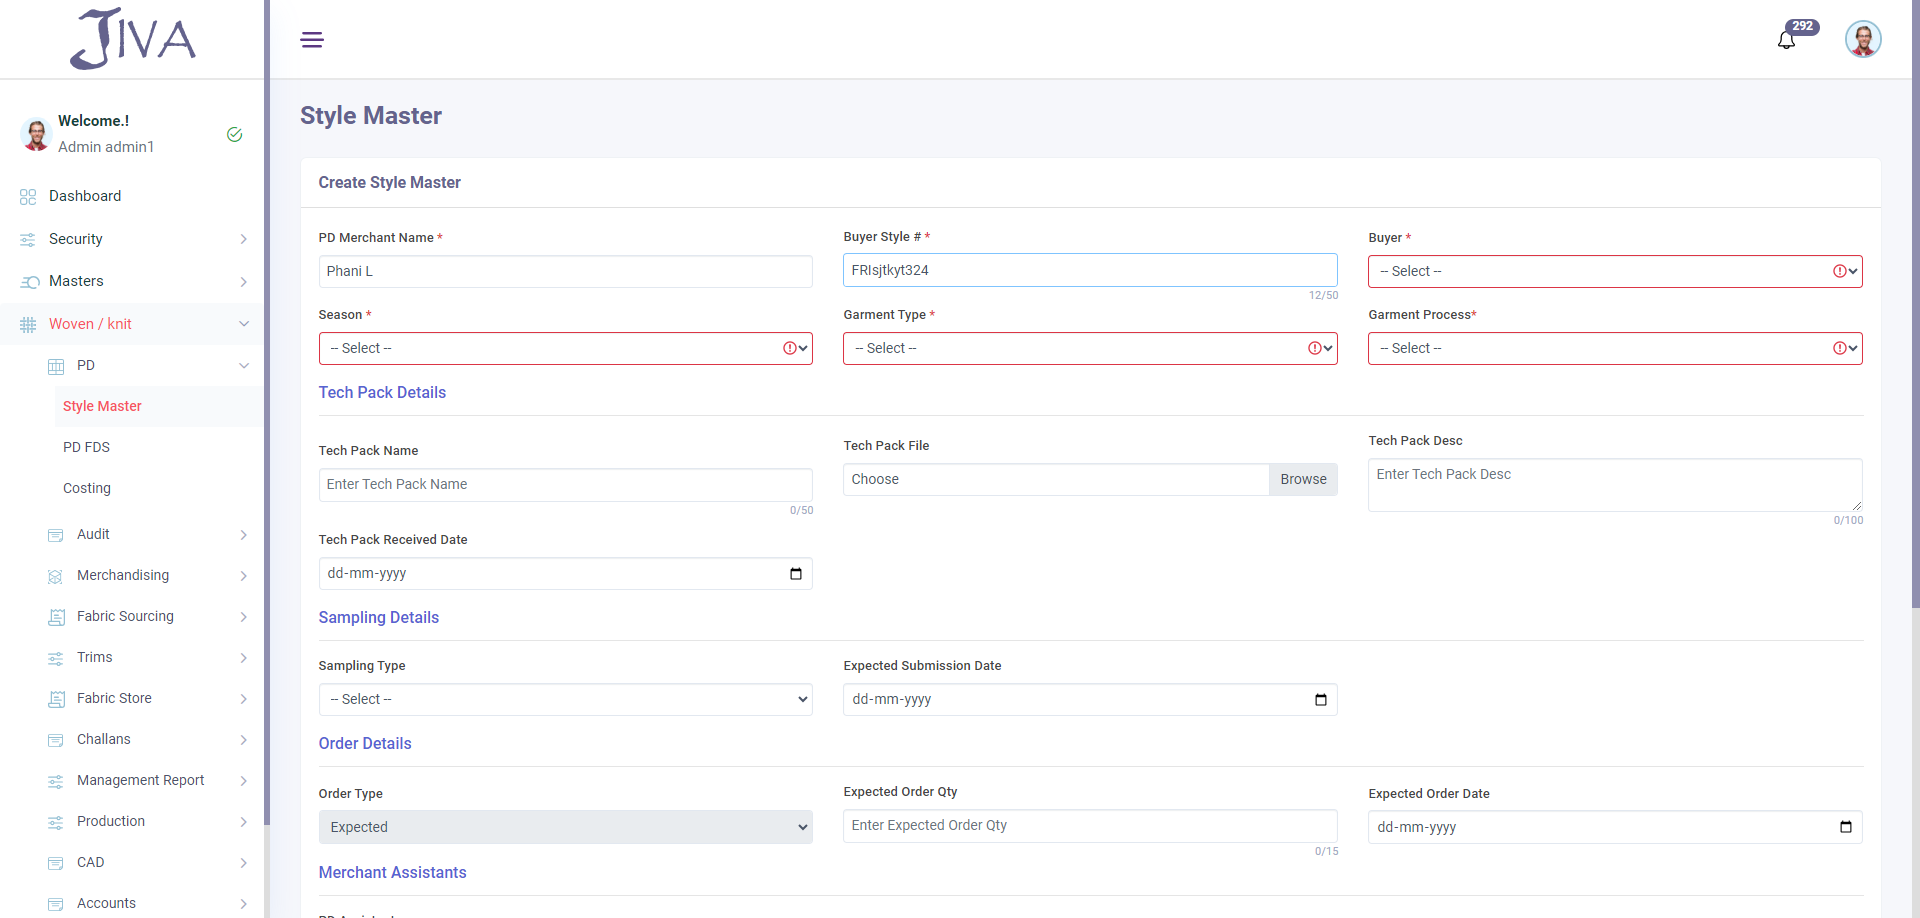 JIVA
292
Welcome.!
Admin admin1
Dashboard
Security
Masters
Woven / knit
PD
Style Master
PD FDS
Costing
Audit
Merchandising
Fabric Sourcing
Trims
Fabric Store
Challans
Management Report
Production
CAD
Accounts
Style Master
Create Style Master
PD Merchant Name *
Buyer Style # *
Buyer *
Phani L
FRIsjtkyt324
-- Select --
12/50
Season *
Garment Type *
Garment Process*
-- Select --
-- Select --
-- Select --
Tech Pack Details
Tech Pack Name
Tech Pack File
Tech Pack Desc
Enter Tech Pack Name
Choose
Browse
Enter Tech Pack Desc
0/50
0/100
Tech Pack Received Date
dd-mm-yyyy
Sampling Details
Sampling Type
Expected Submission Date
-- Select --
dd-mm-yyyy
Order Details
Order Type
Expected Order Qty
Expected Order Date
Expected
Enter Expected Order Qty
dd-mm-yyyy
0/15
Merchant Assistants